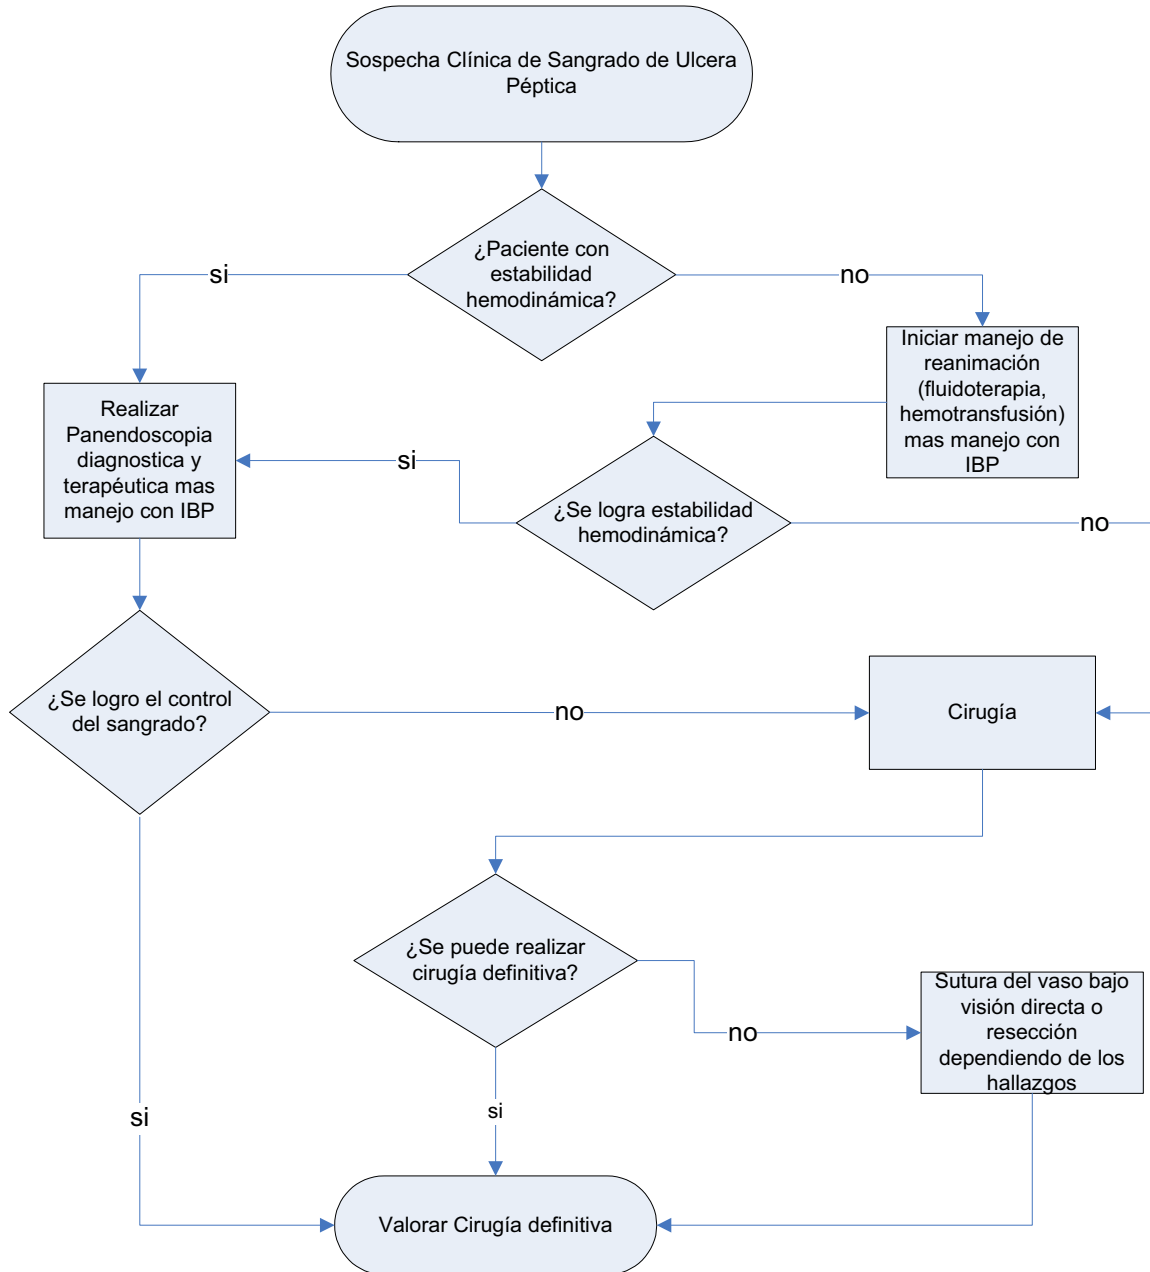 Sospecha Clínica de Sangrado de Ulcera
Péptica
¿Paciente con
estabilidad
hemodinámica?
si
no
Iniciar manejo de
reanimación
(fluidoterapia,
hemotransfusión)
mas manejo con
IBP
Realizar
Panendoscopia
diagnostica y
terapéutica mas
manejo con IBP
si
¿Se logra estabilidad
hemodinámica?
no
¿Se logro el control
del sangrado?
no
Cirugía
¿Se puede realizar
cirugía definitiva?
no
Sutura del vaso bajo
visión directa o
resección
dependiendo de los
hallazgos
si
si
Valorar Cirugía definitiva